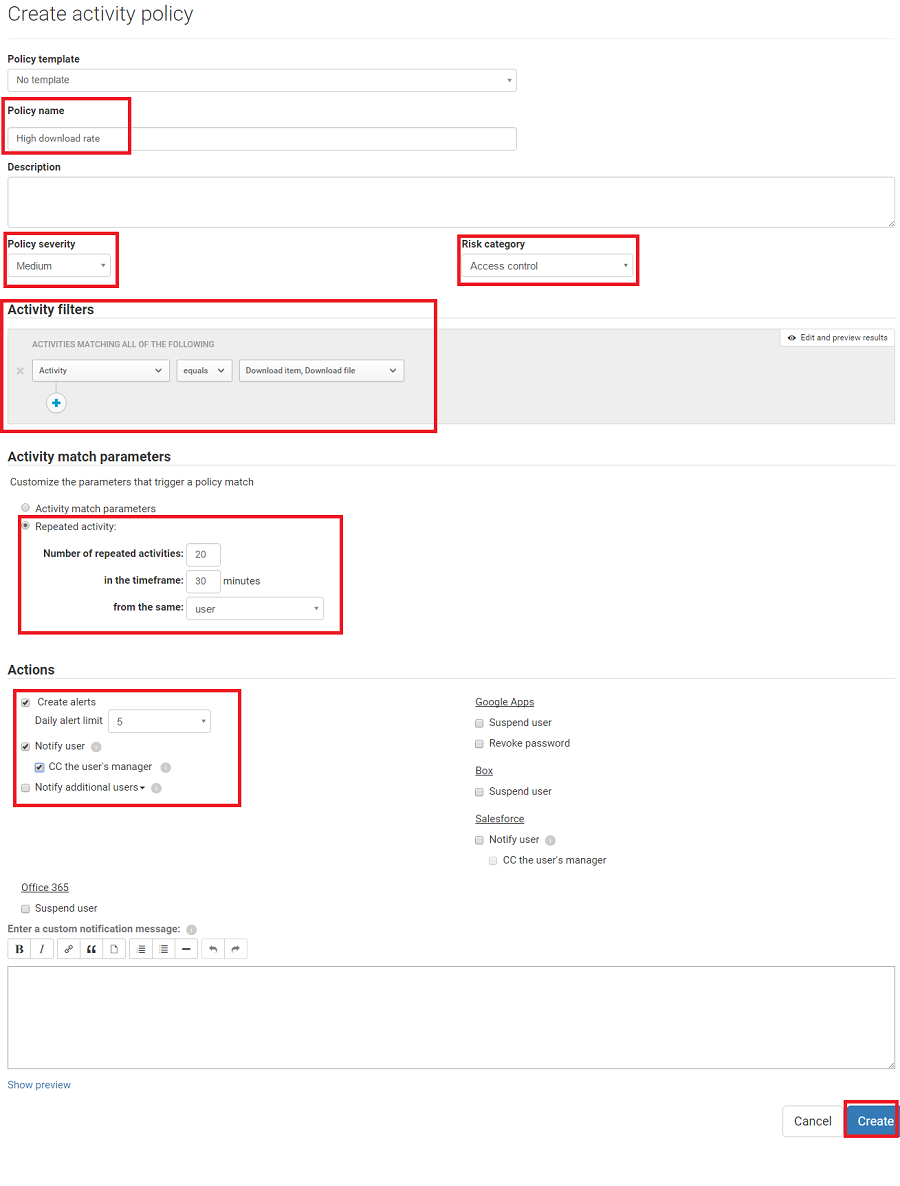 Create activity policy
Policy template
No template
Policy name
High download rate
Description
Policy severity
Risk category
Medium
Access control
Activity filters
ACTIVITIES MATCHING ALL OF THE FOLLOWING
Edit and preview results
Activity equals Download item, Download file
Activity match parameters
Customize the parameters that trigger a policy match
Activity match parameters
Repeated activity:
Number of repeated activities: 20
in the timeframe: 30 minutes
from the same: user
Actions
Create alerts
Daily alert limit 5
Notify user
CC the user's manager
Notify additional users
Google Apps
Suspend user
Revoke password
Box
Suspend user
Salesforce
Notify user
CC the user's manager
Office 365
Suspend user
Enter a custom notification message:
B I
Show preview
Cancel Create